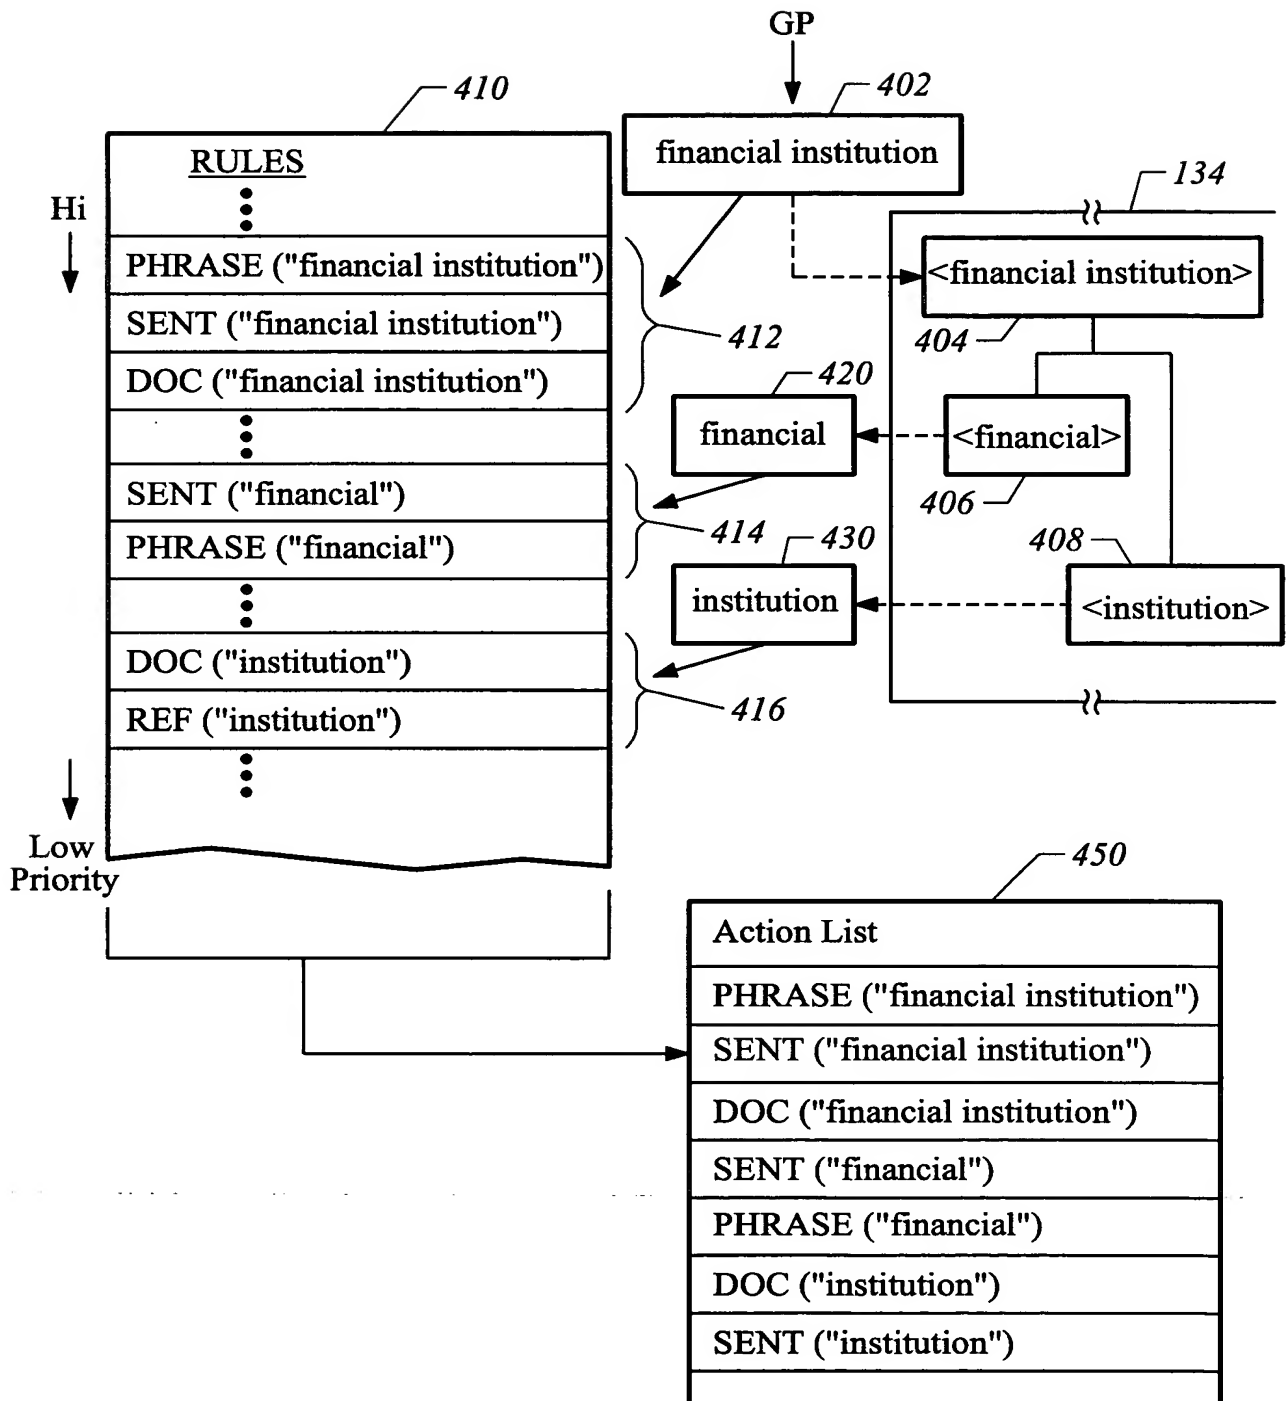 GP
410
402
RULES
financial institution
134
Hi
PHRASE ("financial institution")
<financial institution>
SENT ("financial institution")
412
404
DOC ("financial institution")
420
financial
<financial>
SENT ("financial")
406
PHRASE ("financial")
414
430
408
institution
<institution>
DOC ("institution")
REF ("institution")
416
Low
Priority
450
Action List
PHRASE ("financial institution")
SENT ("financial institution")
DOC ("financial institution")
SENT ("financial")
PHRASE ("financial")
DOC ("institution")
SENT ("institution")